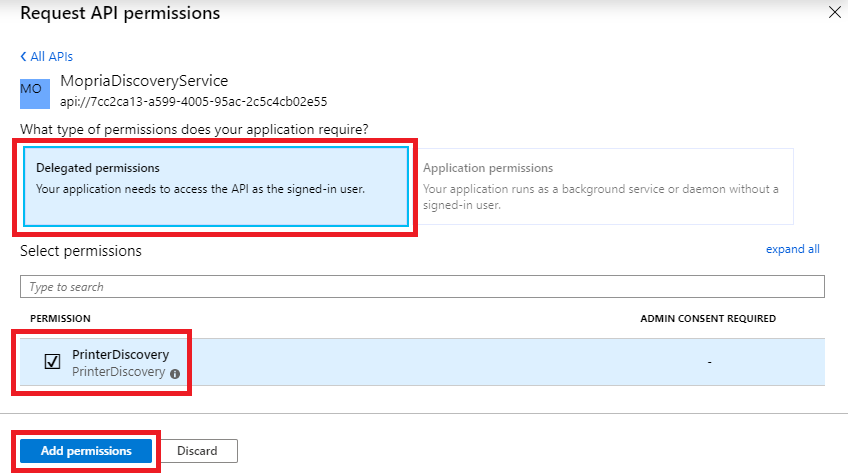 Request API permissions
All APIs
MO
MopriaDiscoveryService
api://7cc2ca13-a599-4005-95ac-2c5c4cb02e55
What type of permissions does your application require?
Delegated permissions
Your application needs to access the API as the signed-in user.
Application permissions
Your application runs as a background service or daemon without a
signed-in user.
Select permissions
expand all
Type to search
PERMISSION
ADMIN CONSENT REQUIRED
PrinterDiscovery
PrinterDiscovery
-
Add permissions
Discard